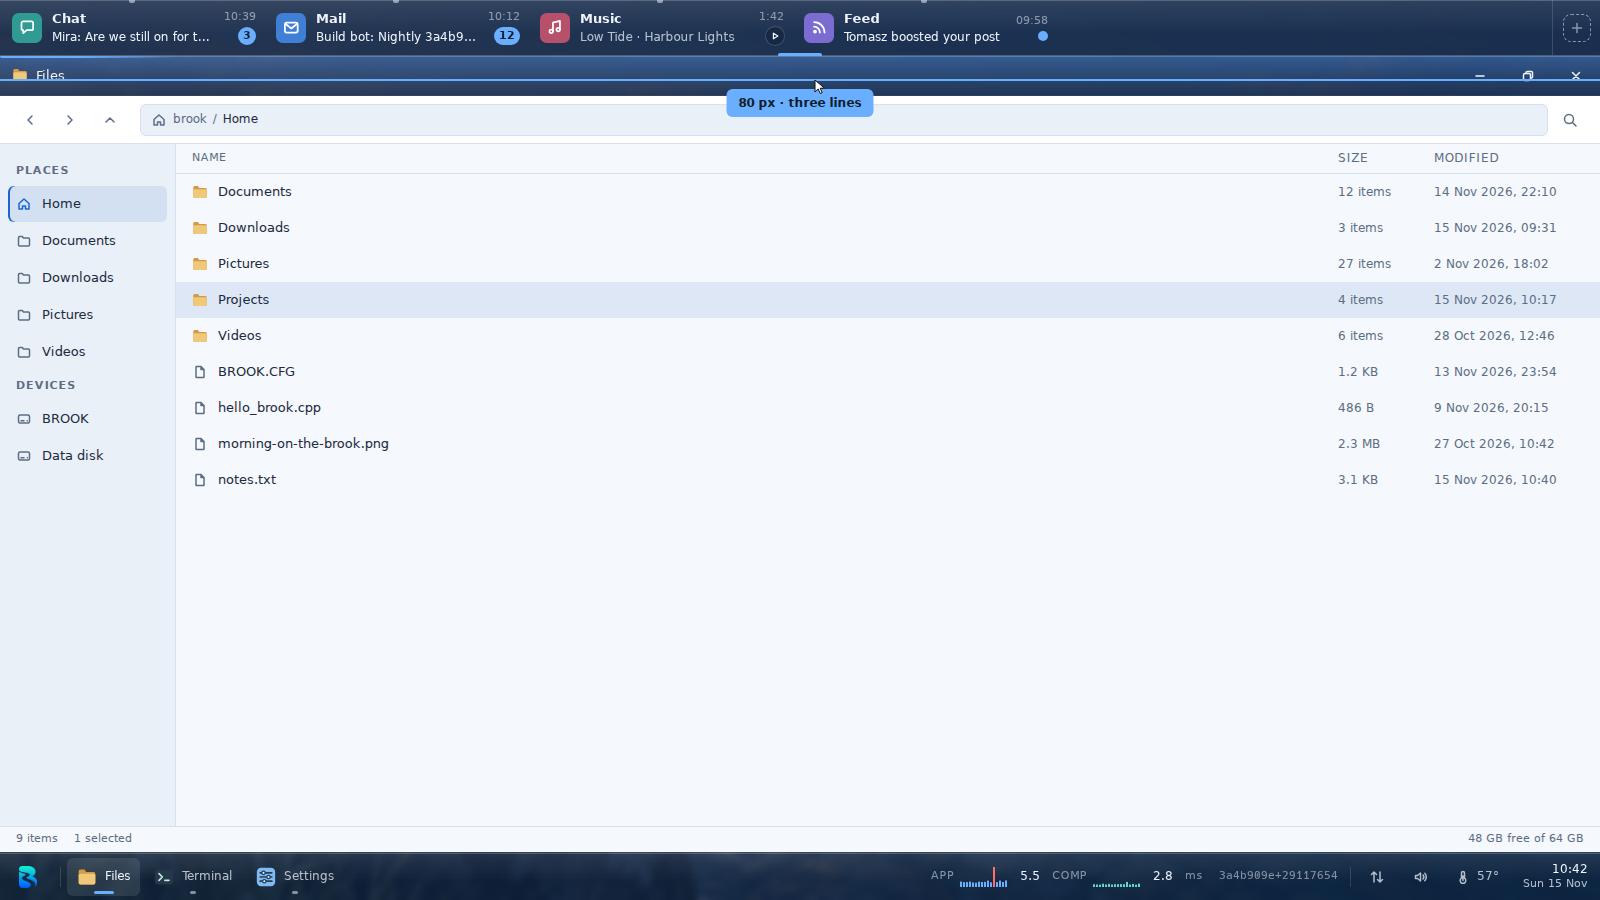 Chat 10:39
Mira: Are we still on for t... 3
Mail 10:12
Build bot: Nightly 3a4b9... 12
Music 1:42
Low Tide · Harbour Lights
Feed 09:58
Tomasz boosted your post
Files
80 px · three lines
brook / Home
PLACES
Home
Documents
Downloads
Pictures
Videos
DEVICES
BROOK
Data disk
NAME SIZE MODIFIED
Documents 12 items 14 Nov 2026, 22:10
Downloads 3 items 15 Nov 2026, 09:31
Pictures 27 items 2 Nov 2026, 18:02
Projects 4 items 15 Nov 2026, 10:17
Videos 6 items 28 Oct 2026, 12:46
BROOK.CFG 1.2 KB 13 Nov 2026, 23:54
hello_brook.cpp 486 B 9 Nov 2026, 20:15
morning-on-the-brook.png 2.3 MB 27 Oct 2026, 10:42
notes.txt 3.1 KB 15 Nov 2026, 10:40
9 items 1 selected 48 GB free of 64 GB
Files Terminal Settings APP 5.5 COMP 2.8 ms 3a4b909e+29117654 57° 10:42
Sun 15 Nov